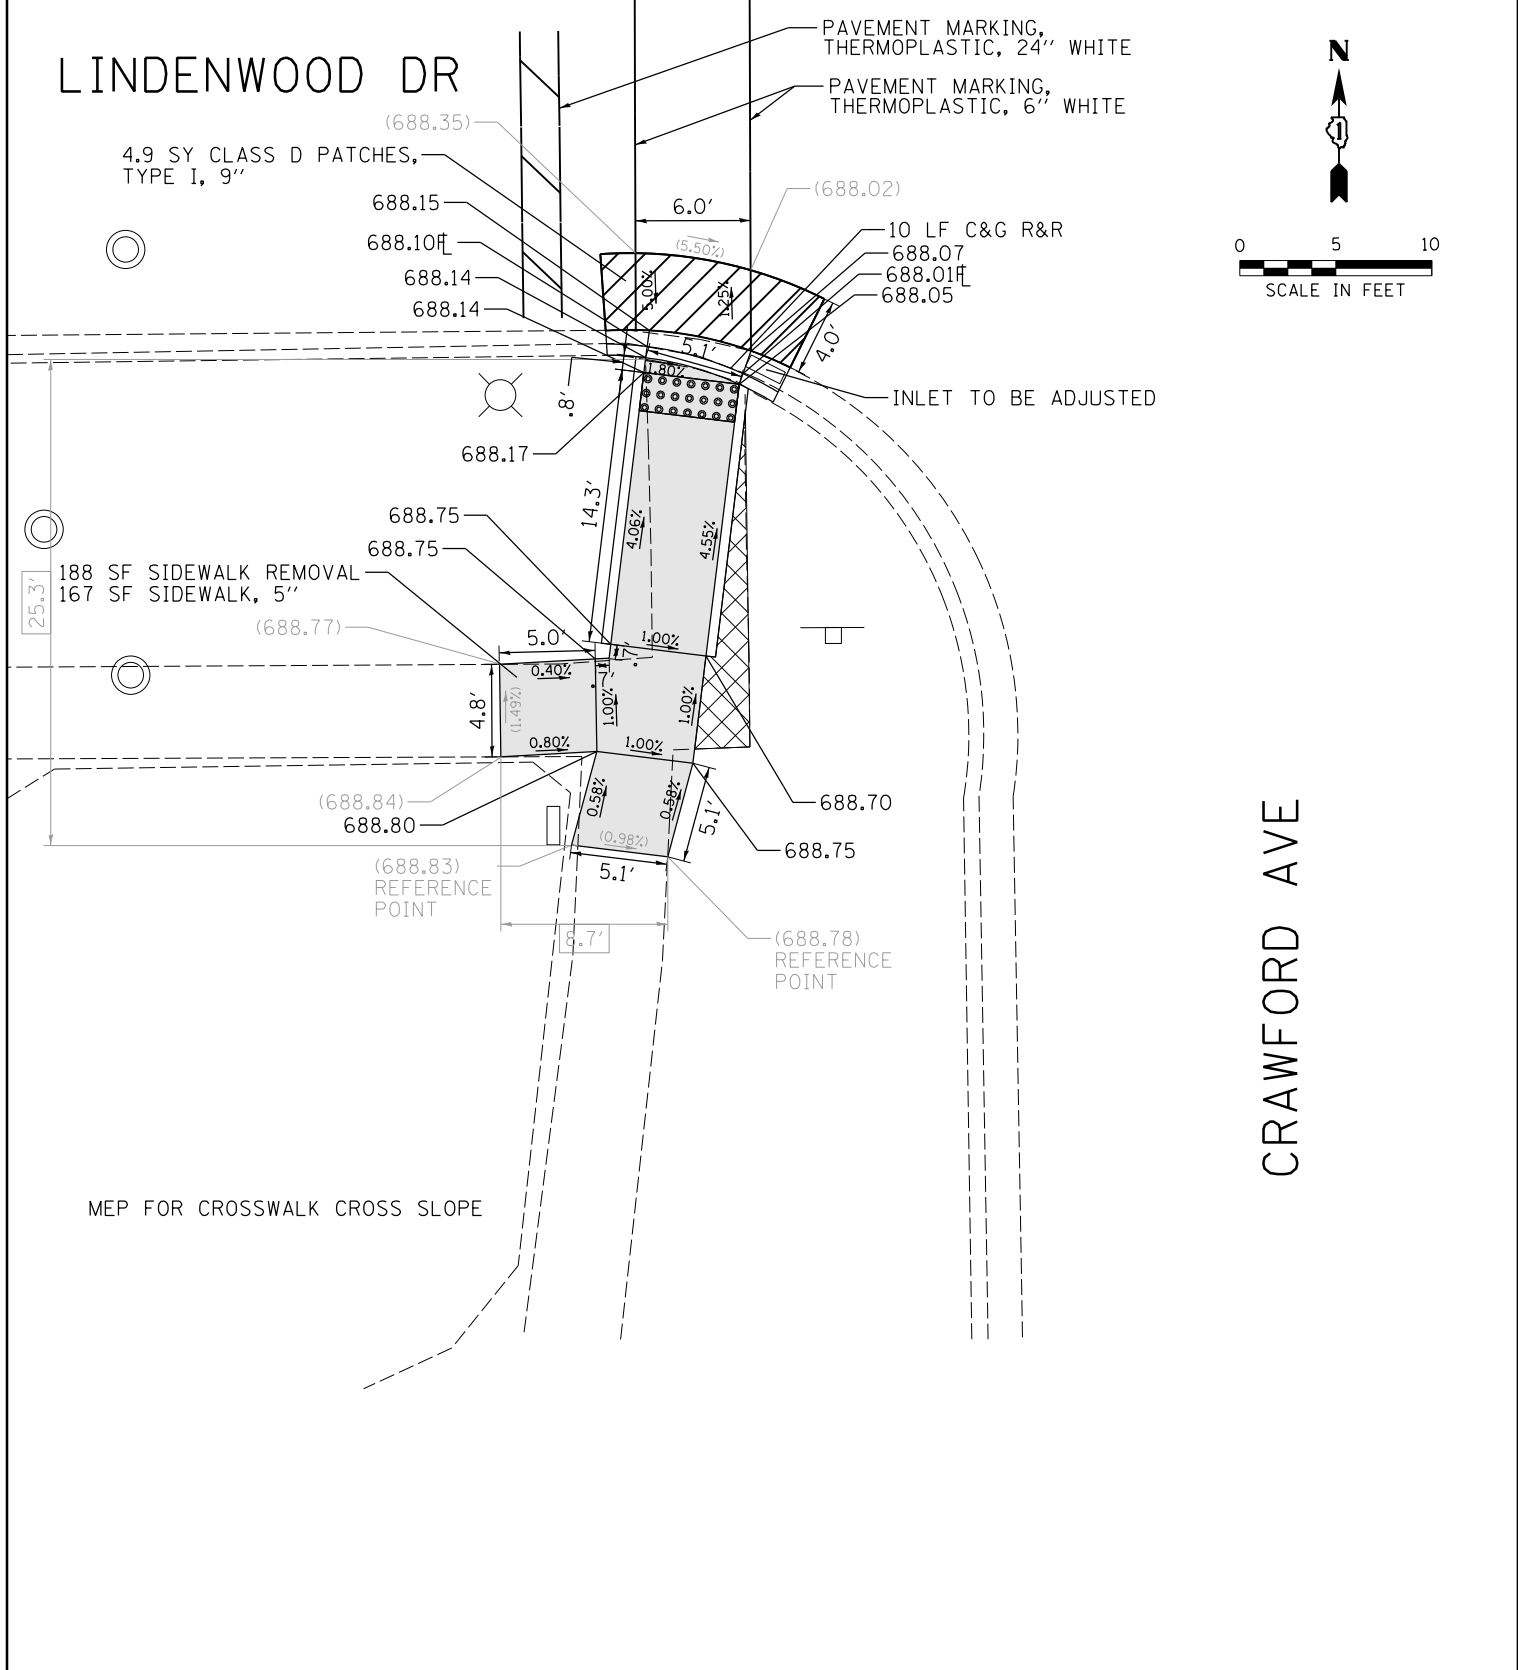 LINDENWOOD DR
PAVEMENT MARKING,
THERMOPLASTIC, 24" WHITE
PAVEMENT MARKING,
THERMOPLASTIC, 6" WHITE
N
1
(688.35)
4.9 SY CLASS D PATCHES,
TYPE I, 9"
688.15
688.10 FL
688.14
688.14
6.0'
(688.02)
(5.50%)
10 LF C&G R&R
688.07
688.01 FL
688.05
0 5 10
SCALE IN FEET
5.00%
1.25%
4.0'
5.1'
1.80%
.8'
INLET TO BE ADJUSTED
688.17
14.3'
688.75
688.75
4.06%
4.55%
188 SF SIDEWALK REMOVAL
167 SF SIDEWALK, 5"
25.3'
(688.77)
5.0'
1.00%
.7'
0.40%
.7'
4.8'
(1.49%)
1.00%
1.00%
0.80%
1.00%
(688.84)
688.80
688.70
0.58%
0.58%
5.1'
688.75
(0.98%)
(688.83)
REFERENCE
POINT
5.1'
8.7'
(688.78)
REFERENCE
POINT
CRAWFORD AVE
MEP FOR CROSSWALK CROSS SLOPE